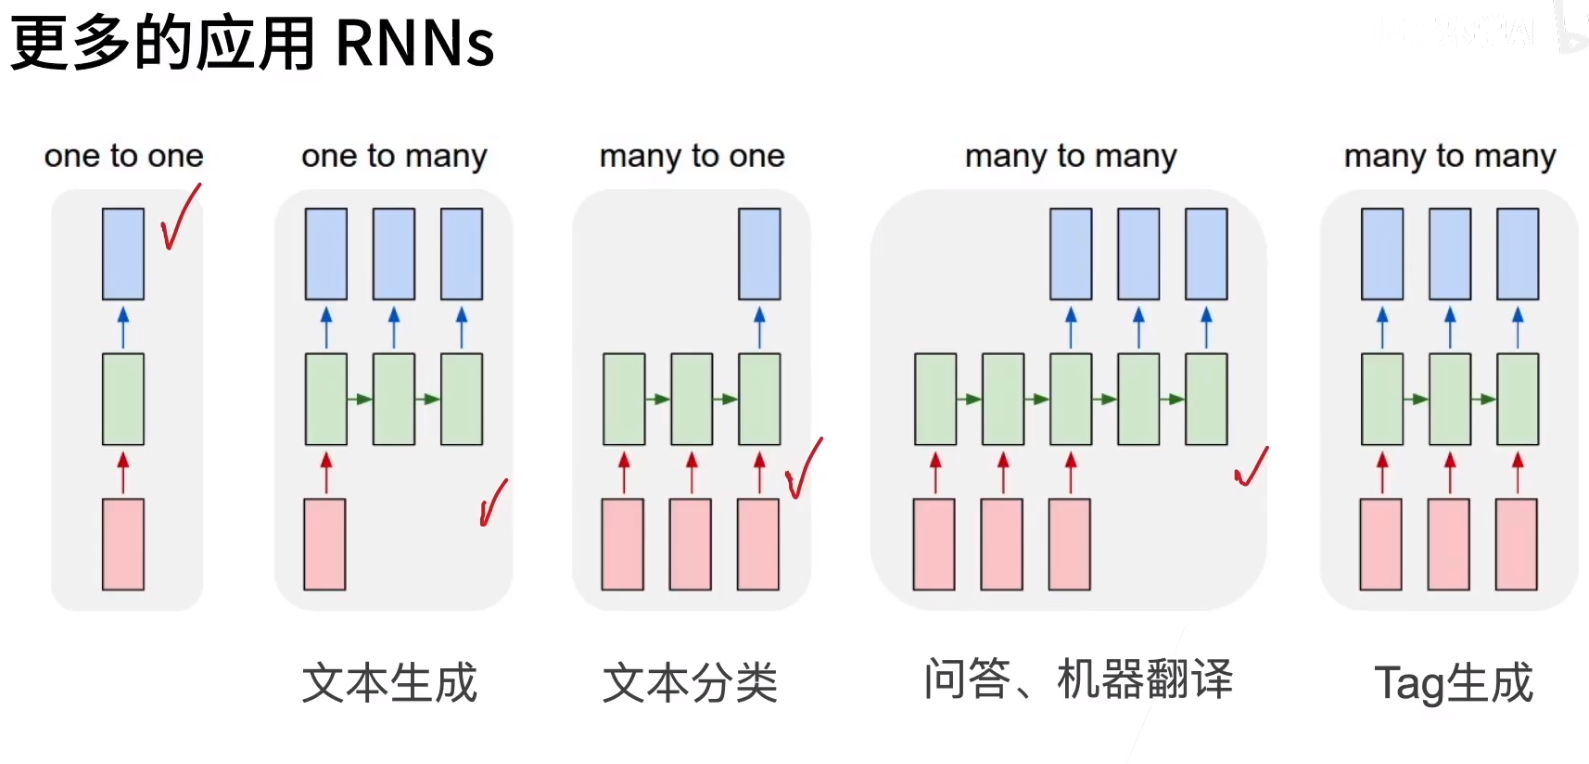 更多的应用 RNNs
one to one
one to many
many to one
many to many
many to many
文本生成
文本分类
问答、机器翻译
Tag生成